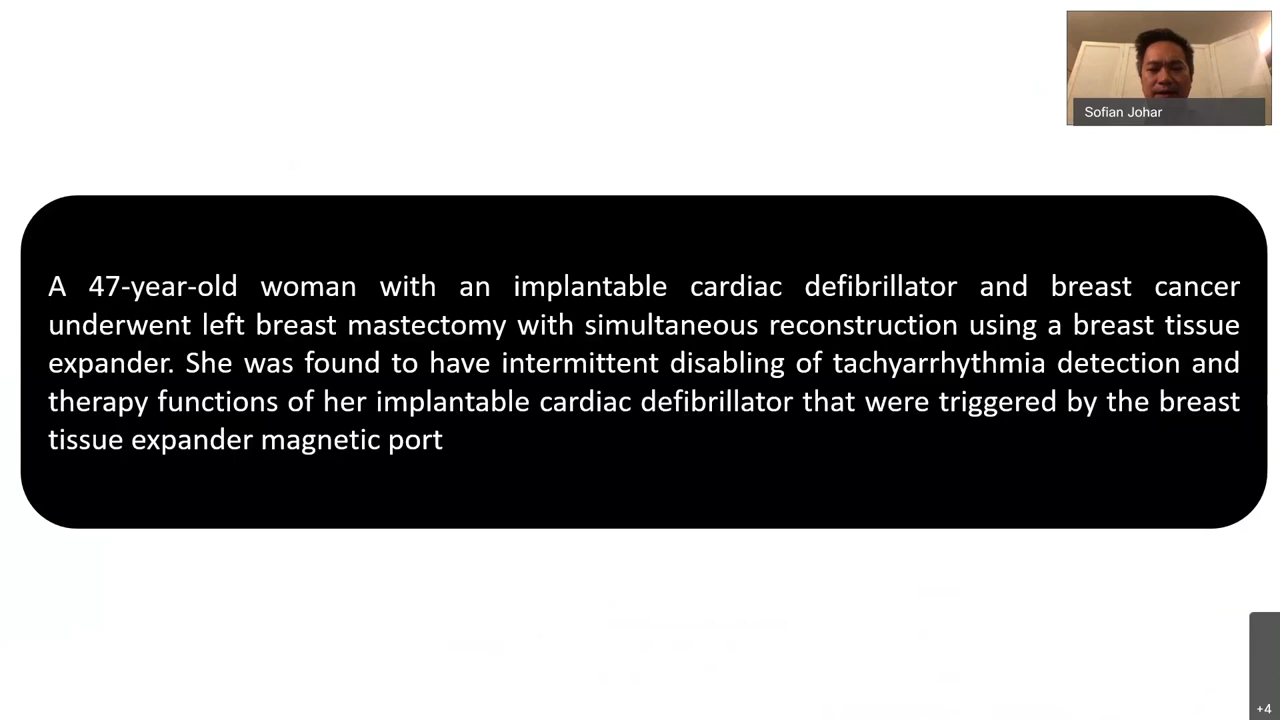 Sofian Johar
A 47-year-old woman with an implantable cardiac defibrillator and breast cancer
underwent left breast mastectomy with simultaneous reconstruction using a breast tissue
expander. She was found to have intermittent disabling of tachyarrhythmia detection and
therapy functions of her implantable cardiac defibrillator that were triggered by the breast
tissue expander magnetic port
+4